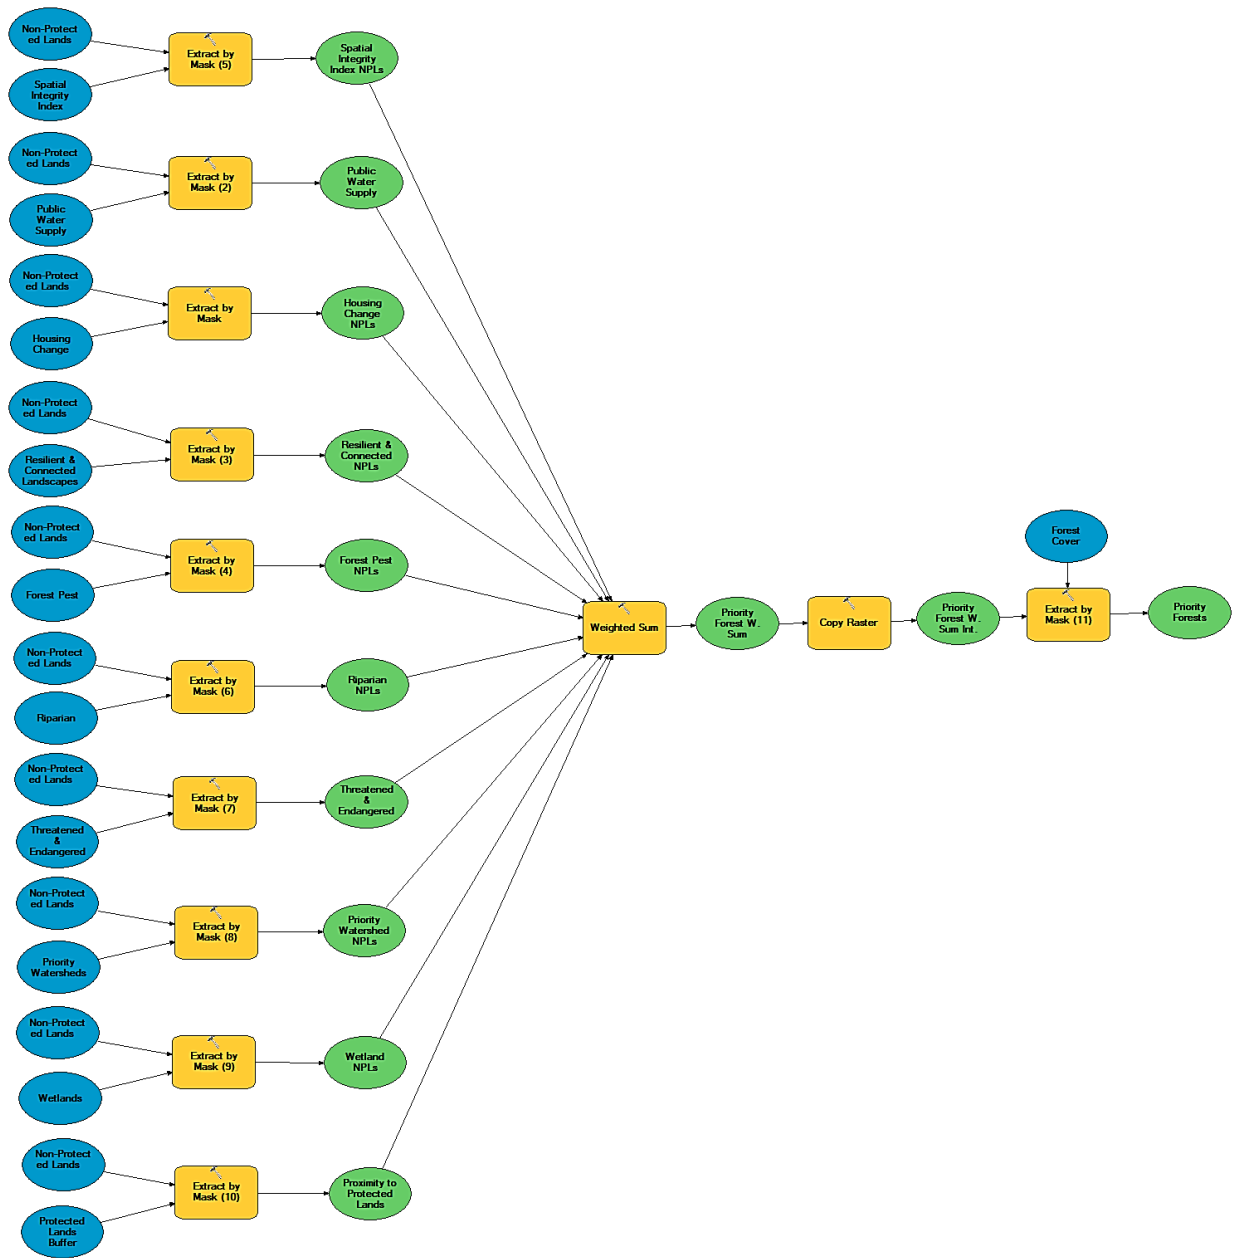 Non-Protect
ed Lands
Spatial
Integrity
Index
Extract by
Mask (5)
Spatial
Integrity
Index NPLs
Non-Protect
ed Lands
Public
Water
Supply
Extract by
Mask (2)
Public
Water
Supply
Non-Protect
ed Lands
Housing
Change
Extract by
Mask
Housing
Change
NPLs
Non-Protect
ed Lands
Resilient &
Connected
Landscapes
Extract by
Mask (3)
Resilient &
Connected
NPLs
Non-Protect
ed Lands
Forest Pest
Extract by
Mask (4)
Forest Pest
NPLs
Non-Protect
ed Lands
Riparian
Extract by
Mask (6)
Riparian
NPLs
Non-Protect
ed Lands
Threatened
&
Endangered
Extract by
Mask (7)
Threatened
&
Endangered
Non-Protect
ed Lands
Priority
Watersheds
Extract by
Mask (8)
Priority
Watershed
NPLs
Non-Protect
ed Lands
Wetlands
Extract by
Mask (9)
Wetland
NPLs
Non-Protect
ed Lands
Protected
Lands
Buffer
Extract by
Mask (10)
Proximity to
Protected
Lands
Weighted Sum
Priority
Forest W.
Sum
Copy Raster
Priority
Forest W.
Sum Int.
Forest
Cover
Extract by
Mask (11)
Priority
Forests